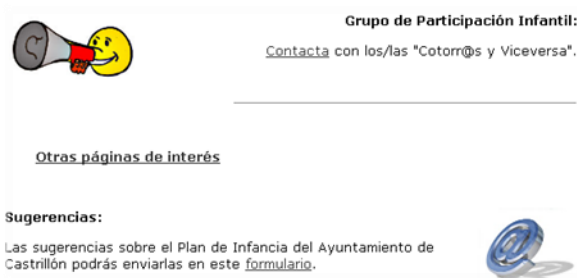 Grupo de Participación Infantil:
Contacta con los/las "Cotorr@s y Viceversa".
Otras páginas de interés
Sugerencias:
Las sugerencias sobre el Plan de Infancia del Ayuntamiento de
Castrillón podrás enviarlas en este formulario.